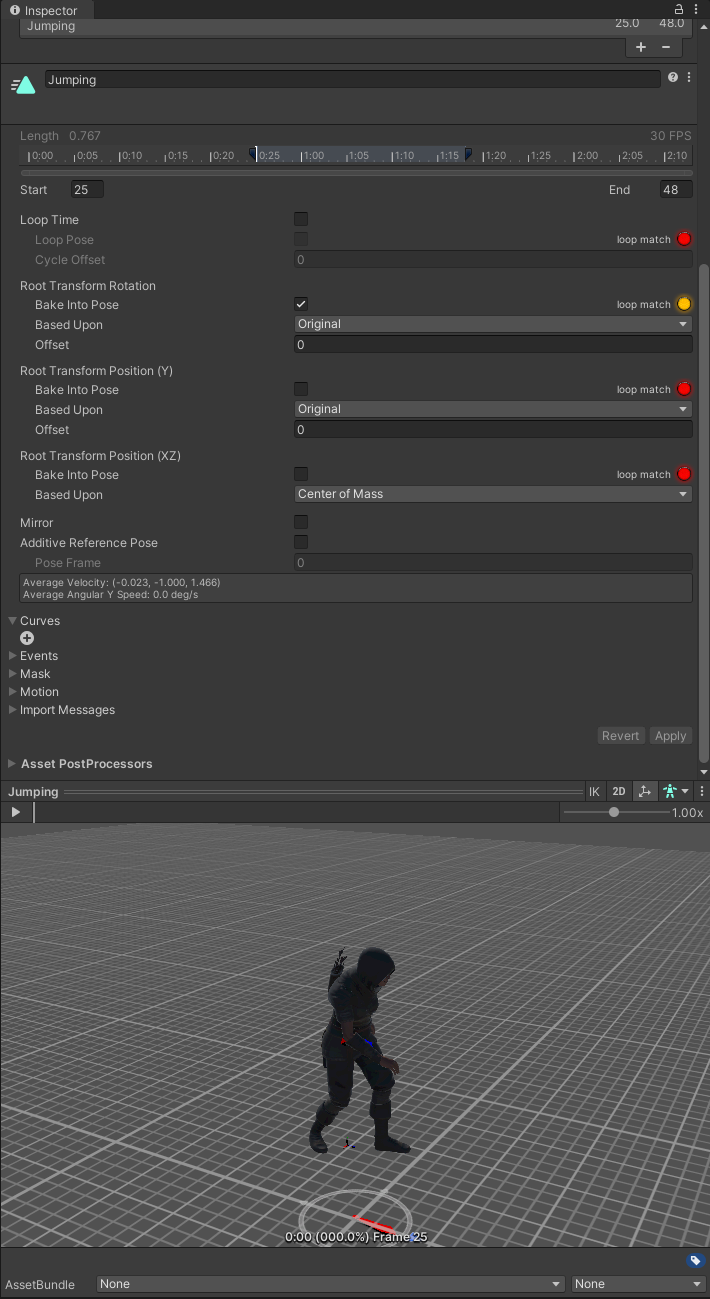 Inspector
Jumping 25.0 48.0
+ −
Jumping
Length 0.767 30 FPS
0:00 0:05 0:10 0:15 0:20 0:25 1:00 1:05 1:10 1:15 1:20 2:00 2:05 2:10
Start 25 End 48
Loop Time
Loop Pose loop match
Cycle Offset 0
Root Transform Rotation
Bake Into Pose loop match
Based Upon Original
Offset 0
Root Transform Position (Y)
Bake Into Pose loop match
Based Upon Original
Offset 0
Root Transform Position (XZ)
Bake Into Pose loop match
Based Upon Center of Mass
Mirror
Additive Reference Pose
Pose Frame 0
Average Velocity: (-0.023, -1.000, 1.466)
Average Angular Y Speed: 0.0 deg/s
Curves
Events
Mask
Motion
Import Messages
Revert Apply
Asset PostProcessors
Jumping IK 2D
1.00x
0:00 (000.0%) Frame 25
AssetBundle None None